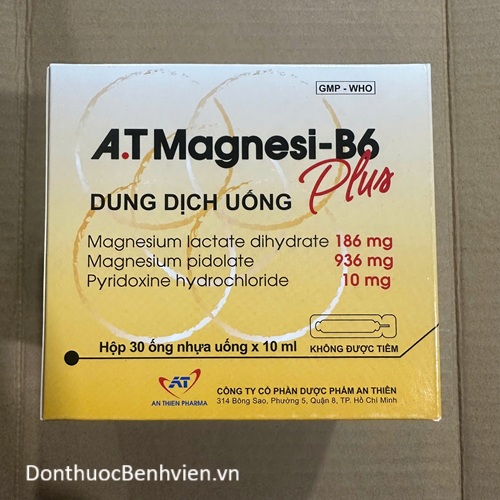 GMP - WHO
A.T Magnesi-B6
Plus
DUNG DỊCH UỐNG
Magnesium lactate dihydrate 186 mg
Magnesium pidolate 936 mg
Pyridoxine hydrochloride 10 mg
Hộp 30 ống nhựa uống x 10 ml
KHÔNG ĐƯỢC TIÊM
AT
AN THIEN PHARMA
CÔNG TY CỔ PHẦN DƯỢC PHẨM AN THIÊN
314 Bông Sao, Phường 5, Quận 8, TP. Hồ Chí Minh
DonthuocBenhvien.vn